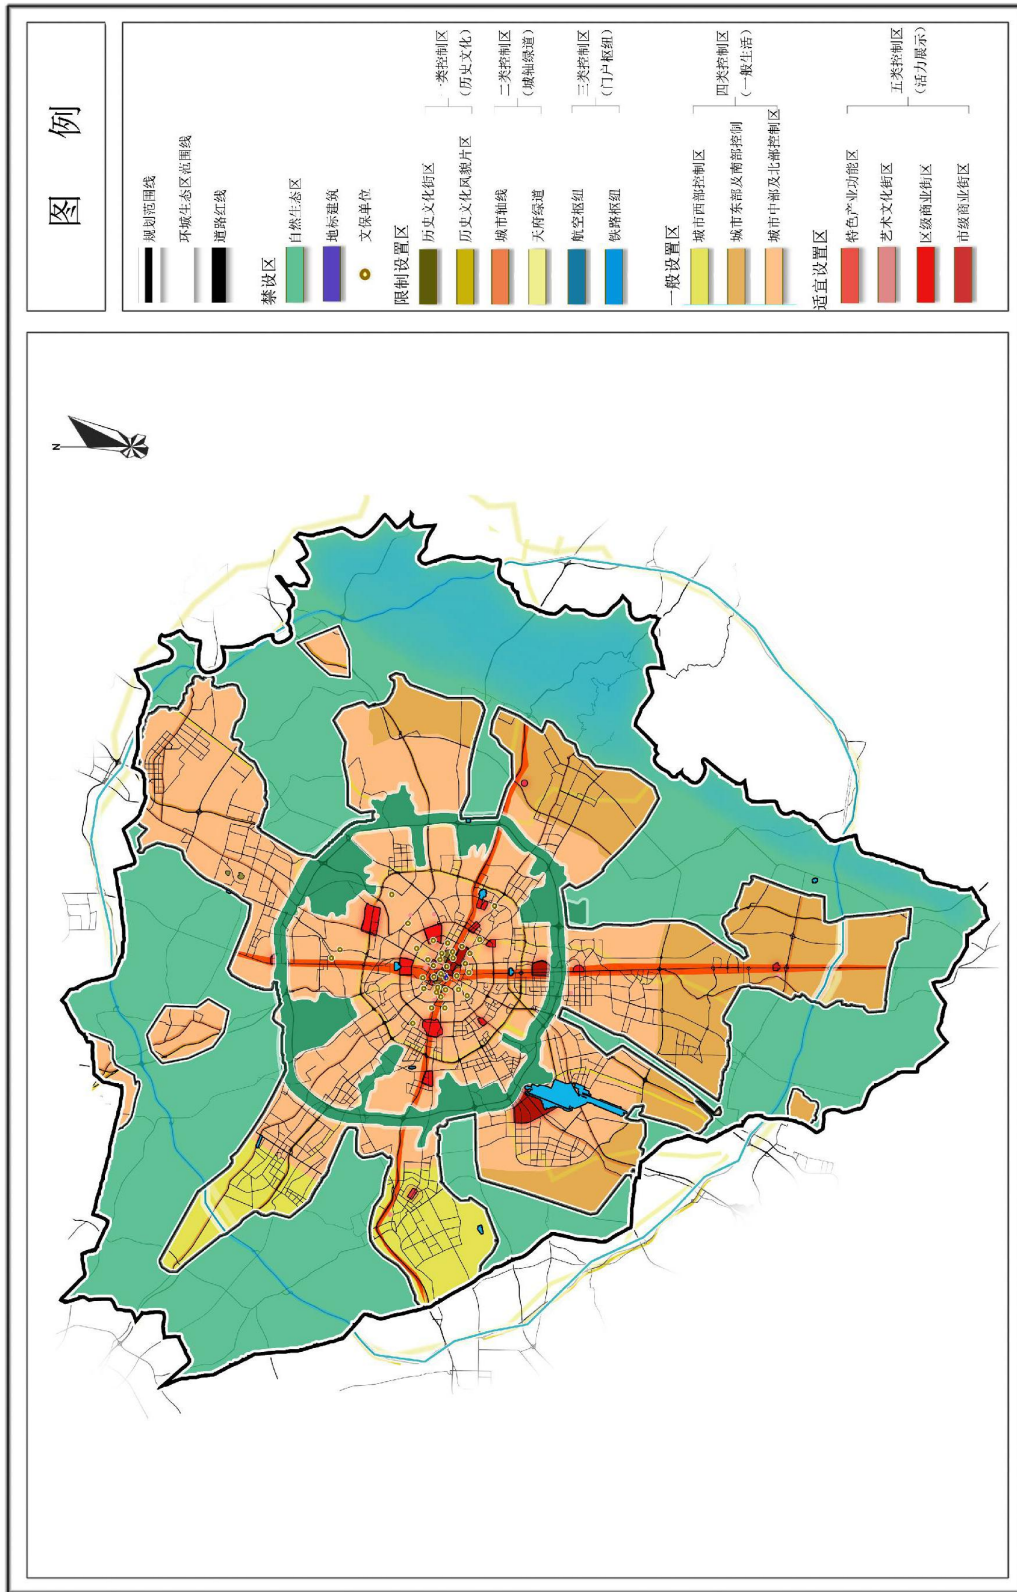 图 例
规划范围线
环城生态区范围线
道路红线
禁设区
自然生态区
地标建筑
文保单位
限制设置区
历史文化街区
历史文化风貌片区
一类控制区
（历史文化）
城市轴线
天府绿道
二类控制区
（城轴绿道）
航空枢纽
铁路枢纽
三类控制区
（门户枢纽）
一般设置区
城市西部控制区
城市东部及南部控制
城市中部及北部控制区
四类控制区
（一般生活）
适宜设置区
特色产业功能区
艺术文化街区
区级商业街区
市级商业街区
五类控制区
（活力展示）
N